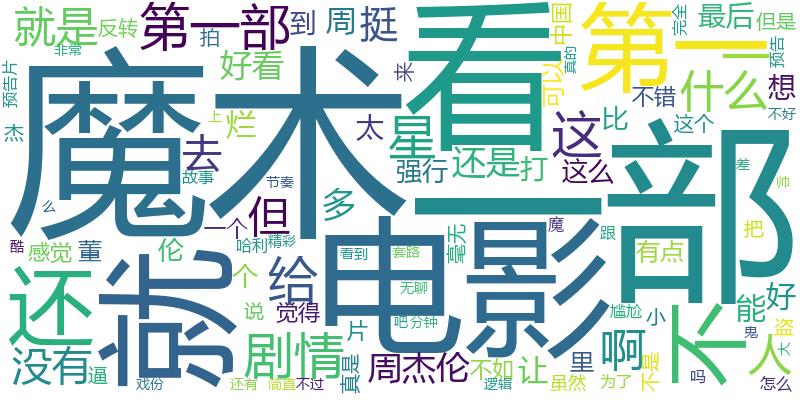 就是
反转
非常
第一部
拍
到
周
挺
看
中国
真的
第一
最后
但是
完全
预告
预告片
杰
魔术
好看
烂
来
太
星
可以
不错
什么
想
不好
上
去
故事
节奏
多
强行
还是
打
这
比
这么
这个
一部
差
帅
么
酷
感觉
董
伦
一个
但
哈利
精彩
看到
套路
毫无
魔
跟
有点
把
还
就
个
说
给
觉得
无聊
电影
尴尬
小
不
能
好
盗
鬼
大
人
没有
逼
戏份
剧情
还有
简直
不过
真是
片
吧
分钟
周杰伦
不如
逻辑
让
虽然
里
啊
为了
不是
吗
怎么